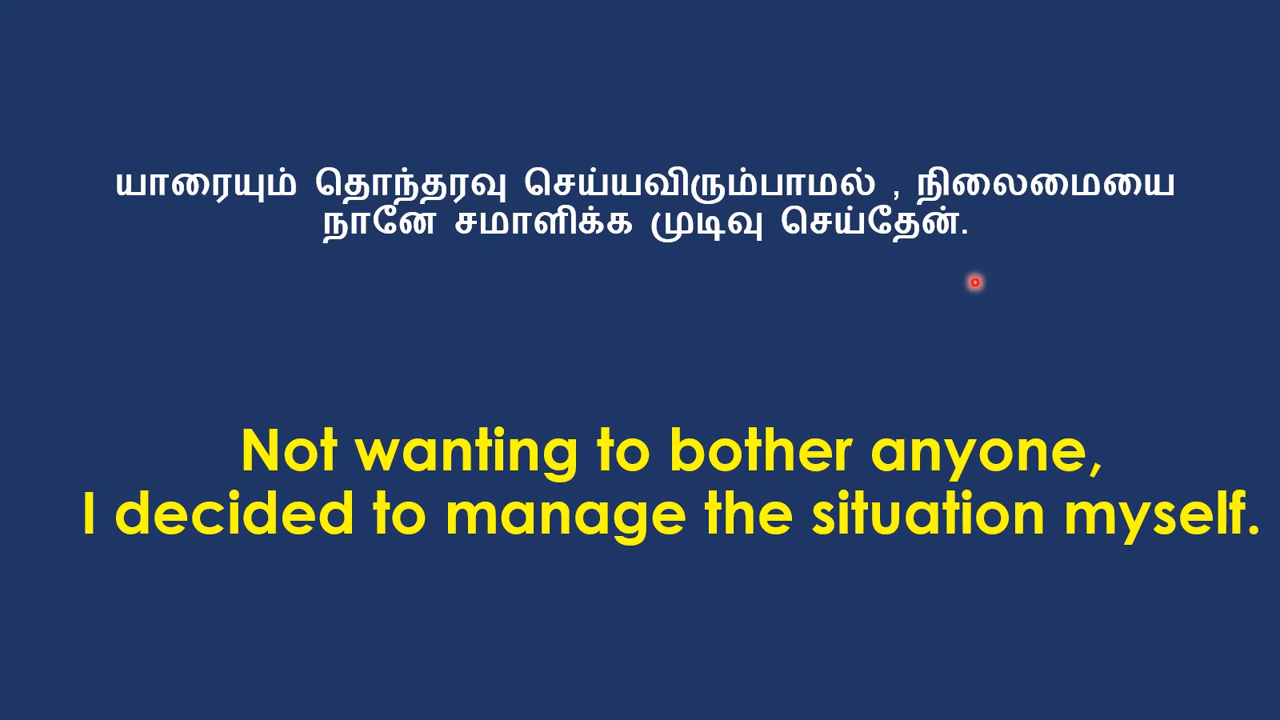 யாரையும் தொந்தரவு செய்யவிரும்பாமல் , நிலைமையை
நானே சமாளிக்க முடிவு செய்தேன்.
Not wanting to bother anyone,
I decided to manage the situation myself.